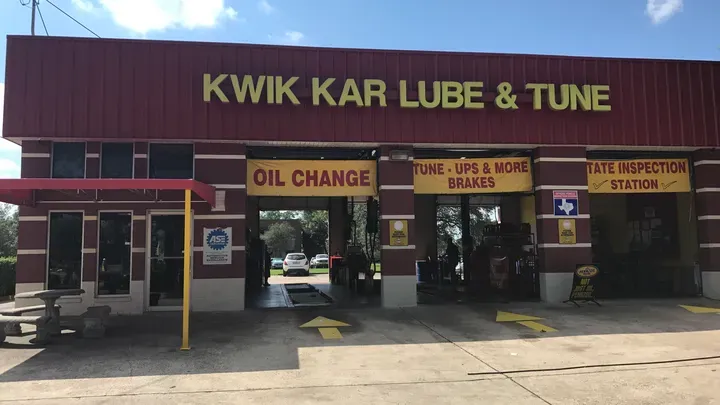 KWIK KAR LUBE & TUNE
OIL CHANGE
TUNE - UPS & MORE
BRAKES
TATE INSPECTION
STATION
ASE